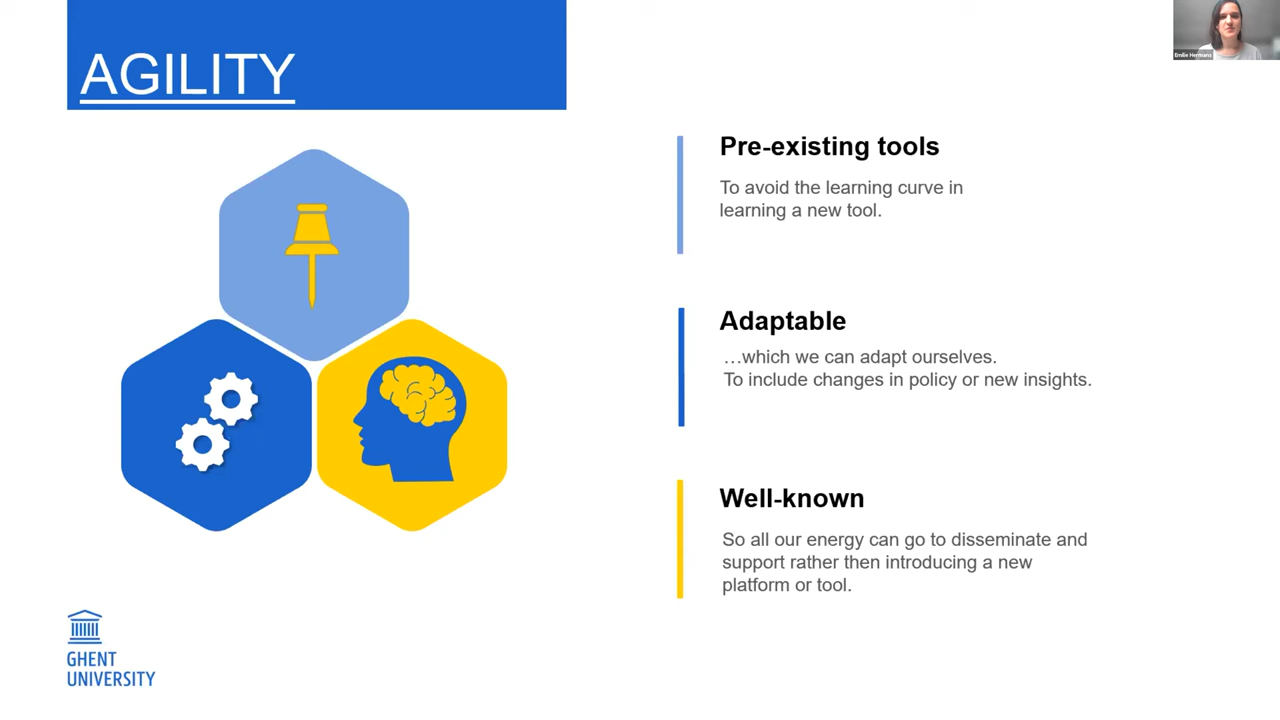 AGILITY
Emilie Hermans
Pre-existing tools
To avoid the learning curve in
learning a new tool.
Adaptable
…which we can adapt ourselves.
To include changes in policy or new insights.
Well-known
So all our energy can go to disseminate and
support rather then introducing a new
platform or tool.
GHENT
UNIVERSITY